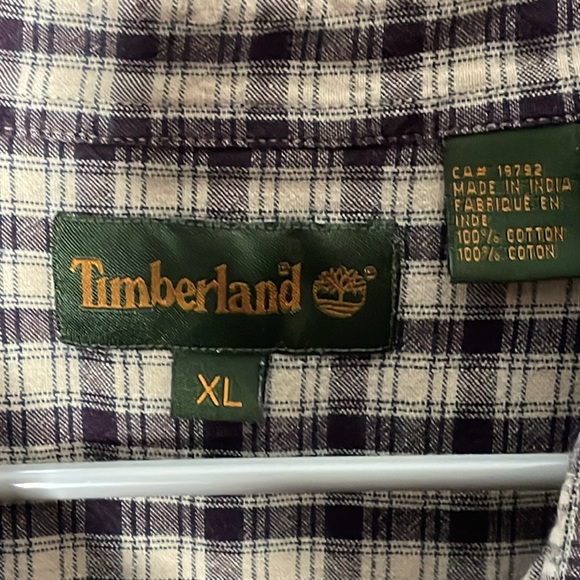 Timberland®
®
XL
CA# 19792
MADE IN INDIA
FABRIQUE EN
INDE
100% COTTON
100% COTON